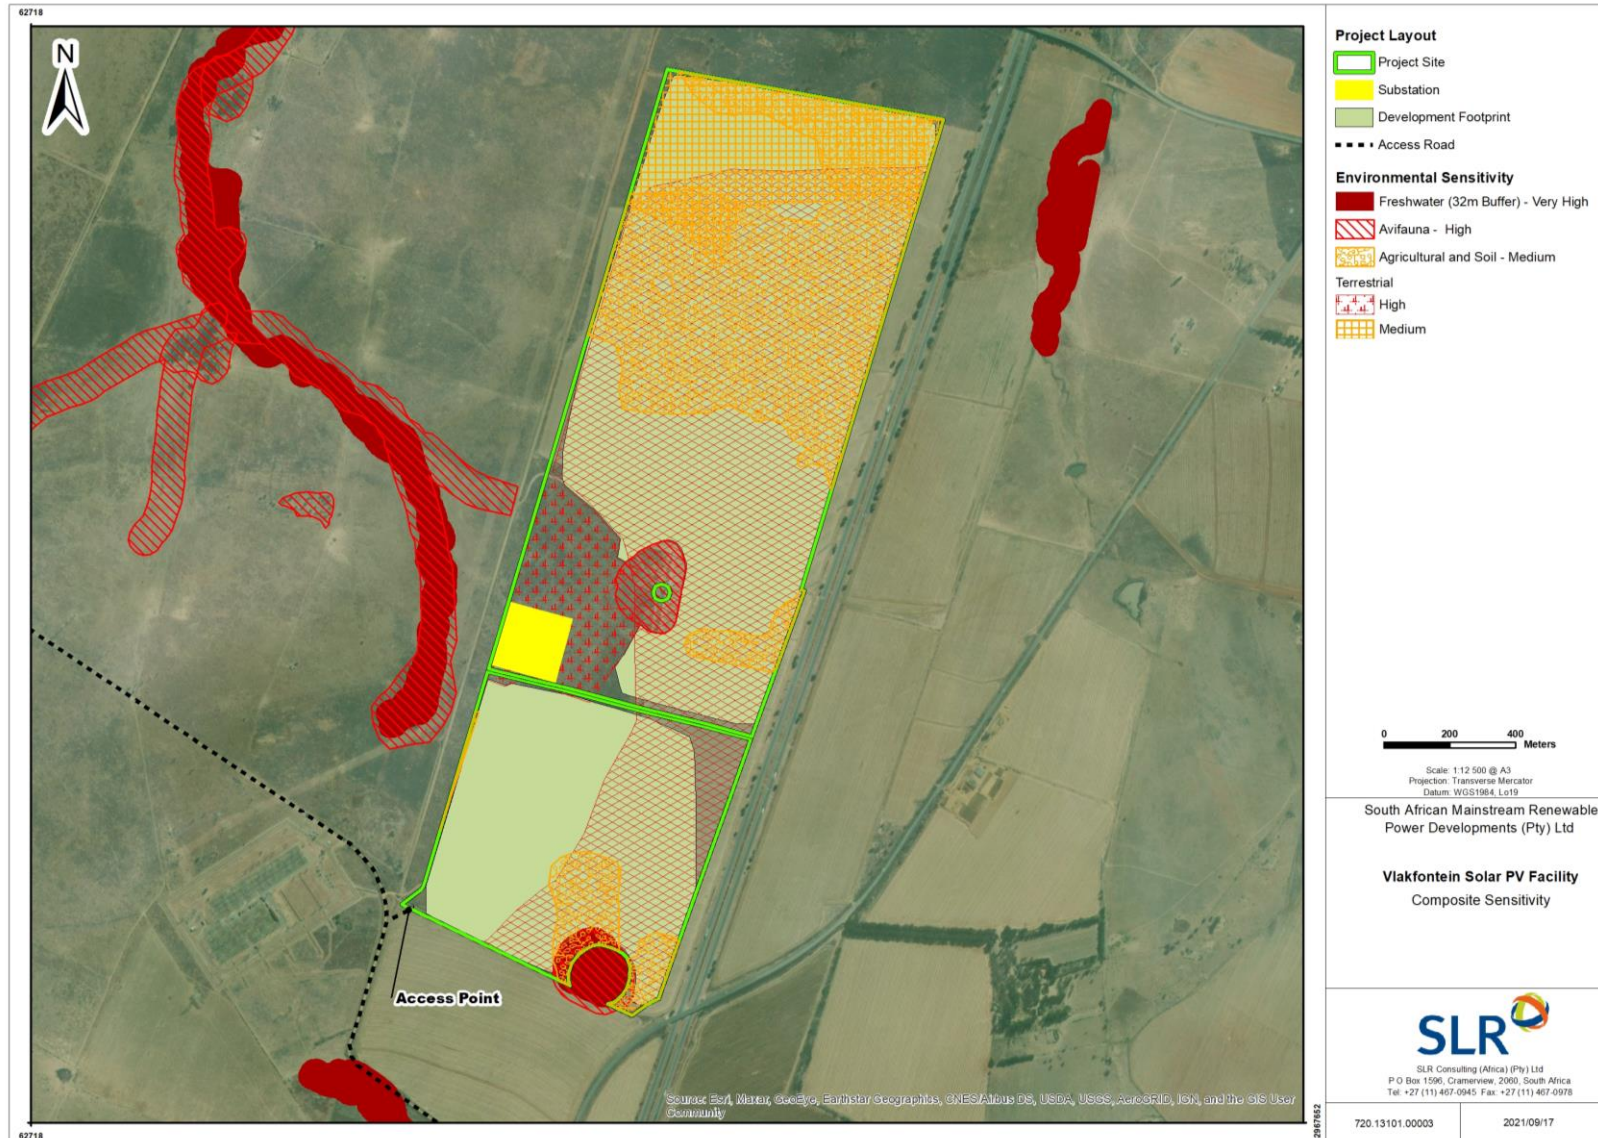 62718
N
Access Point
Source: Esri, Maxar, GeoEye, Earthstar Geographics, CNES/Airbus DS, USDA, USGS, AeroGRID, IGN, and the GIS User
Community
62718
2967652
Project Layout
Project Site
Substation
Development Footprint
Access Road
Environmental Sensitivity
Freshwater (32m Buffer) - Very High
Avifauna - High
Agricultural and Soil - Medium
Terrestrial
High
Medium
0 200 400
Meters
Scale: 1:12 500 @ A3
Projection: Transverse Mercator
Datum: WGS1984, Lo19
South African Mainstream Renewable
Power Developments (Pty) Ltd
Vlakfontein Solar PV Facility
Composite Sensitivity
SLR
SLR Consulting (Africa) (Pty) Ltd
P O Box 1596, Cramerview, 2060, South Africa
Tel: +27 (11) 467-0945 Fax: +27 (11) 467-0978
720.13101.00003
2021/09/17